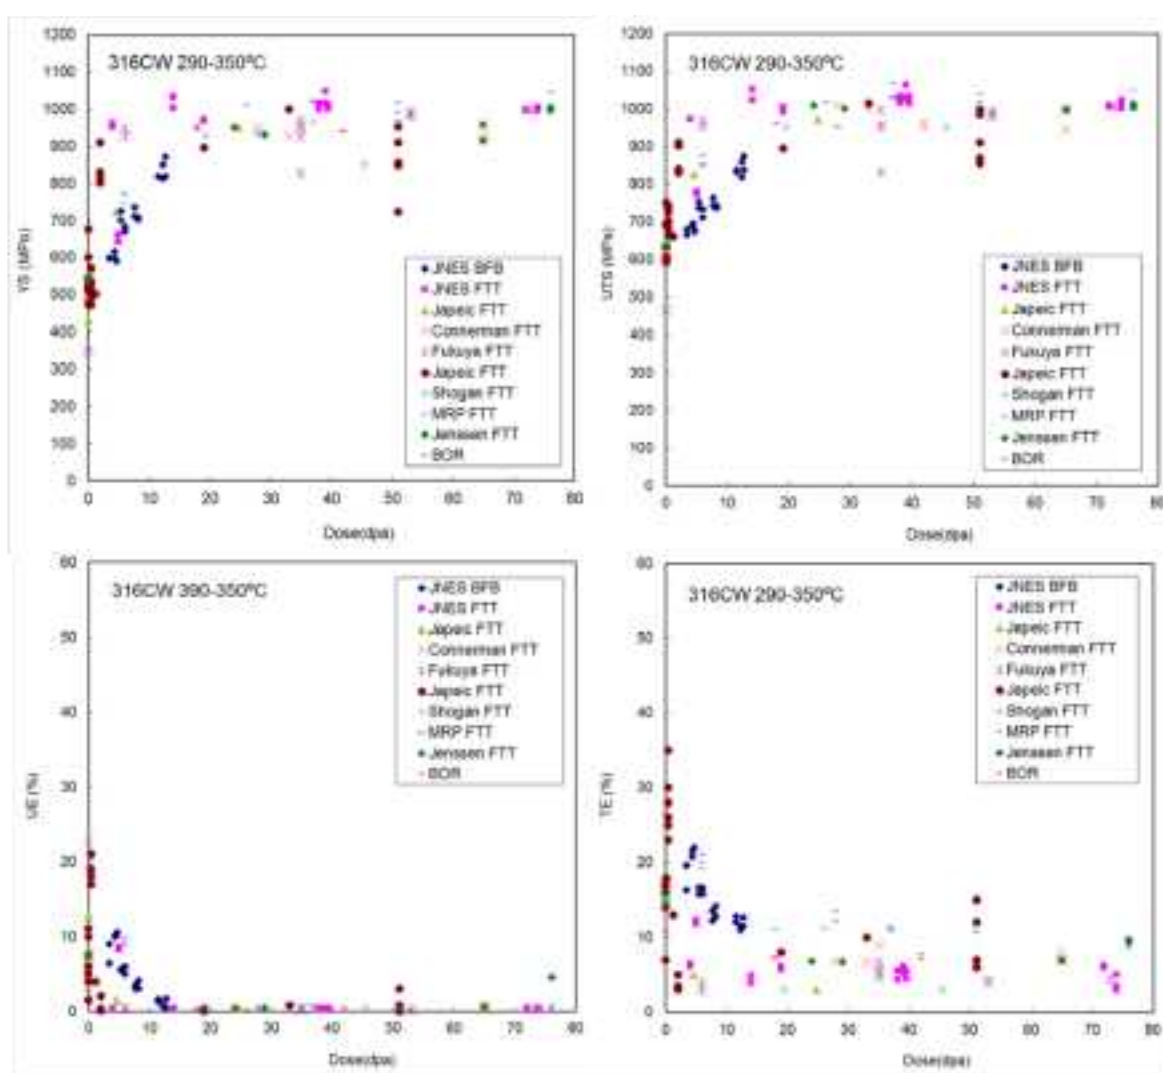 1200
1100
1000
900
800
700
600
500
400
300
200
100
0
YS (MPa)
316CW 290-350ºC
JNES BFB
JNES FTT
Japeic FTT
Connerman FTT
Fukuya FTT
Japeic FTT
Shogan FTT
MRP FTT
Jenssen FTT
BOR
0 10 20 30 40 50 60 70 80
Dose(dpa)
1200
1100
1000
900
800
700
600
500
400
300
200
100
0
UTS (MPa)
316CW 290-350ºC
JNES BFB
JNES FTT
Japeic FTT
Connerman FTT
Fukuya FTT
Japeic FTT
Shogan FTT
MRP FTT
Jenssen FTT
BOR
0 10 20 30 40 50 60 70 80
Dose(dpa)
60
50
40
30
20
10
0
UE (%)
316CW 390-350ºC
JNES BFB
JNES FTT
Japeic FTT
Connerman FTT
Fukuya FTT
Japeic FTT
Shogan FTT
MRP FTT
Jenssen FTT
BOR
0 10 20 30 40 50 60 70 80
Dose(dpa)
60
50
40
30
20
10
0
TE (%)
316CW 290-350ºC
JNES BFB
JNES FTT
Japeic FTT
Connerman FTT
Fukuya FTT
Japeic FTT
Shogan FTT
MRP FTT
Jenssen FTT
BOR
0 10 20 30 40 50 60 70 80
Dose(dpa)